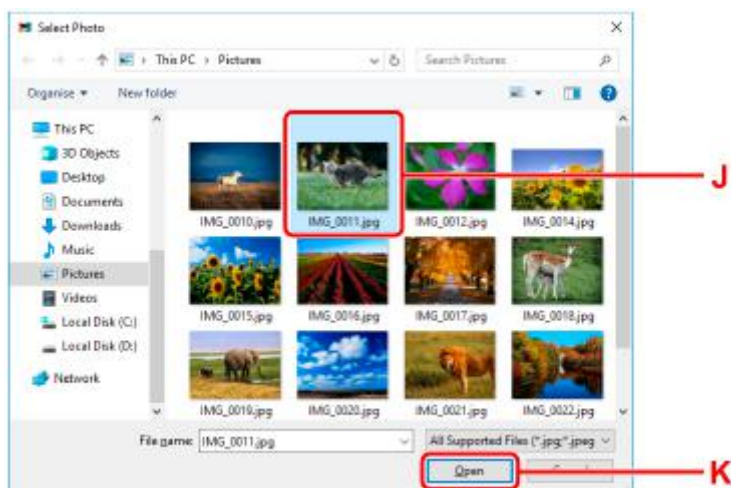 Select Photo
This PC › Pictures
Search Pictures
Organise
New folder
This PC
3D Objects
Desktop
Documents
Downloads
Music
Pictures
Videos
Local Disk (C:)
Local Disk (D:)
Network
IMG_0010.jpg
IMG_0011.jpg
IMG_0012.jpg
IMG_0014.jpg
IMG_0015.jpg
IMG_0016.jpg
IMG_0017.jpg
IMG_0018.jpg
IMG_0019.jpg
IMG_0020.jpg
IMG_0021.jpg
IMG_0022.jpg
J
File name: IMG_0011.jpg
All Supported Files (*.jpg;*.jpeg
Open
K